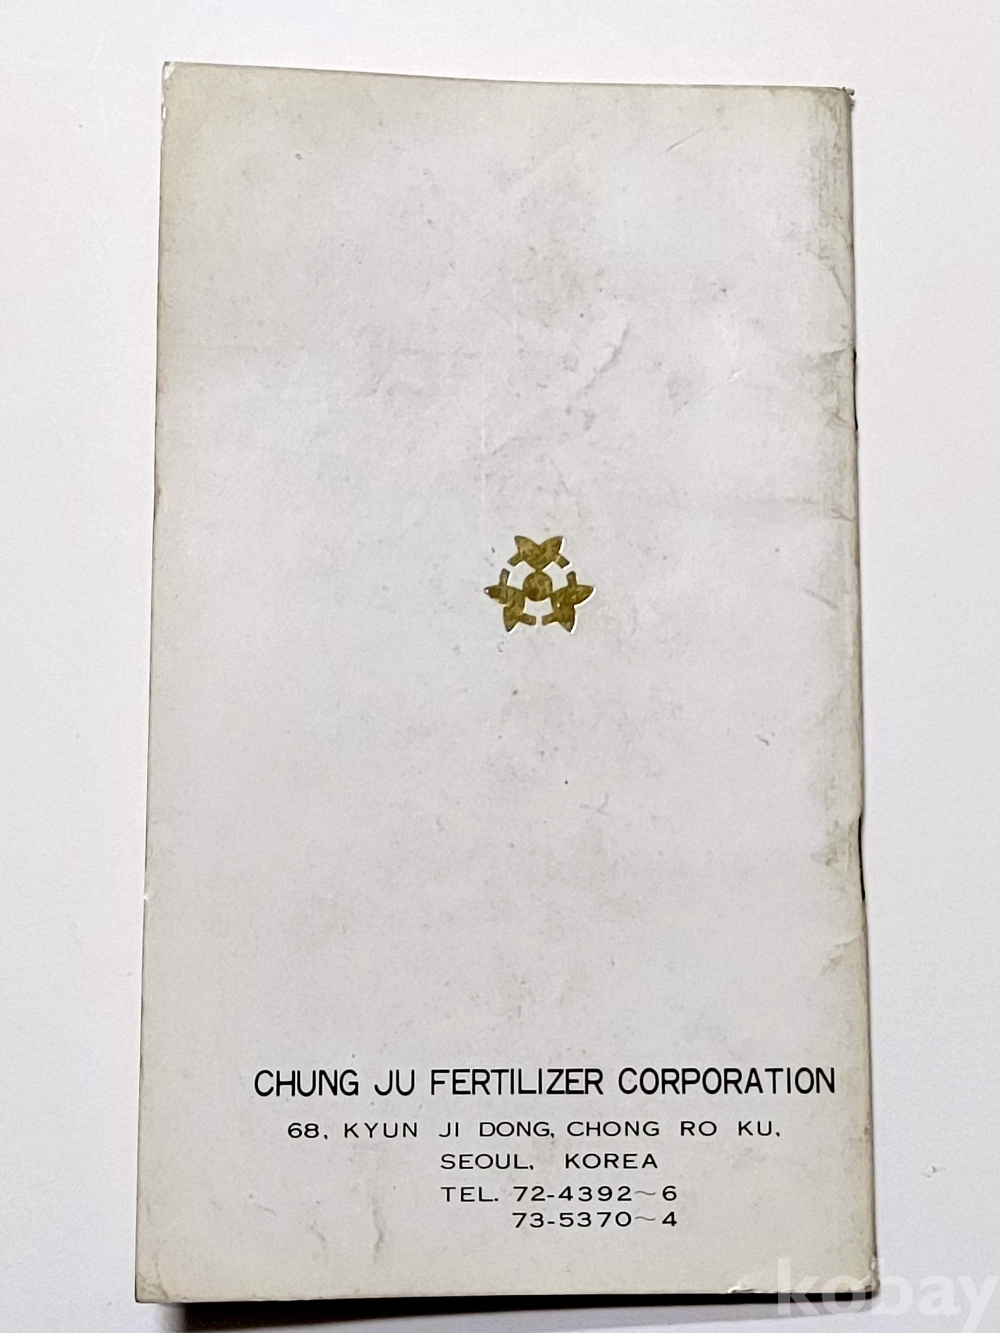 CHUNG JU FERTILIZER CORPORATION
68, KYUN JI DONG, CHONG RO KU,
SEOUL, KOREA
TEL. 72-4392~6
73-5370~4
kobay